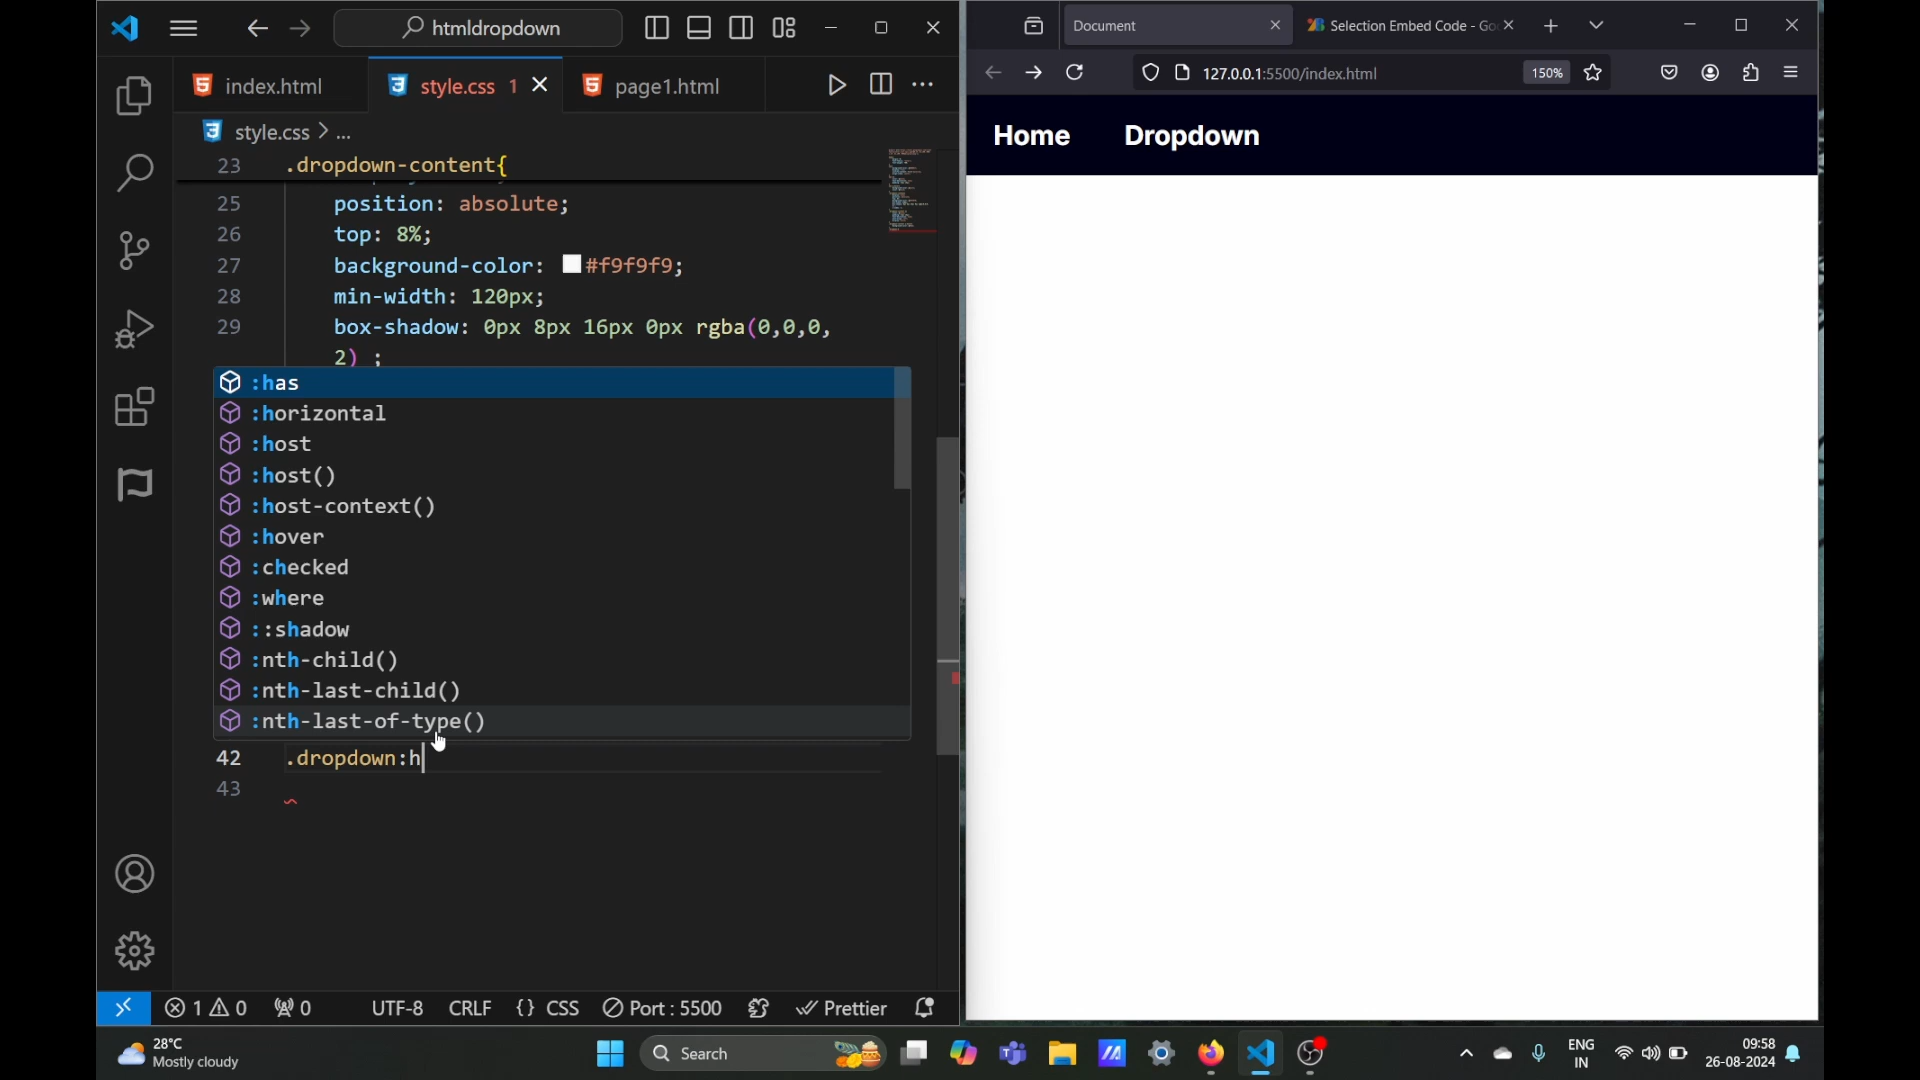 htmldropdown
index.html
style.css 1
page1.html
style.css > ...
23 .dropdown-content{
25 position: absolute;
26 top: 8%;
27 background-color: #f9f9f9;
28 min-width: 120px;
29 box-shadow: 0px 8px 16px 0px rgba(0,0,0,
2) ;
:has
:horizontal
:host
:host()
:host-context()
:hover
:checked
:where
::shadow
:nth-child()
:nth-last-child()
:nth-last-of-type()
42 .dropdown:h
43
1 0 0 UTF-8 CRLF {} CSS Port : 5500 Prettier
Document
Selection Embed Code - Go
127.0.0.1:5500/index.html
150%
Home Dropdown
28°C
Mostly cloudy
Search
ENG
IN
09:58
26-08-2024